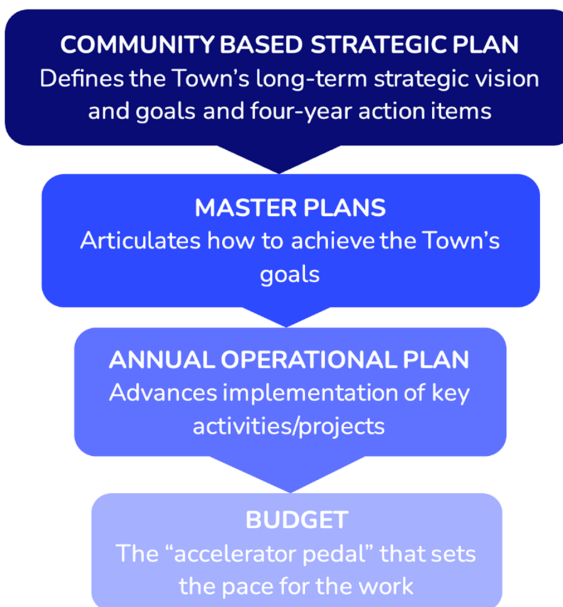 COMMUNITY BASED STRATEGIC PLAN
Defines the Town’s long-term strategic vision
and goals and four-year action items
MASTER PLANS
Articulates how to achieve the Town’s
goals
ANNUAL OPERATIONAL PLAN
Advances implementation of key
activities/projects
BUDGET
The “accelerator pedal” that sets
the pace for the work